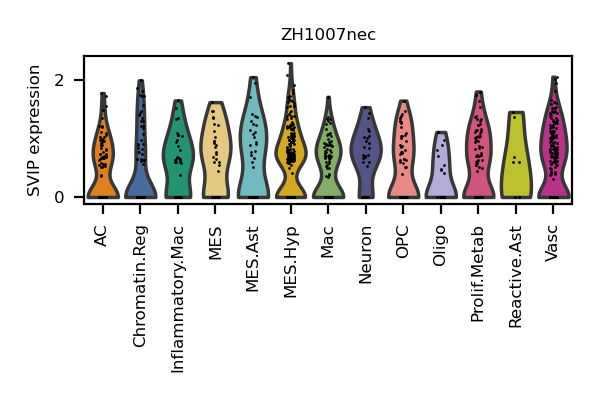 ZH1007nec
SVIP expression
2
0
AC
Chromatin.Reg
Inflammatory.Mac
MES
MES.Ast
MES.Hyp
Mac
Neuron
OPC
Oligo
Prolif.Metab
Reactive.Ast
Vasc